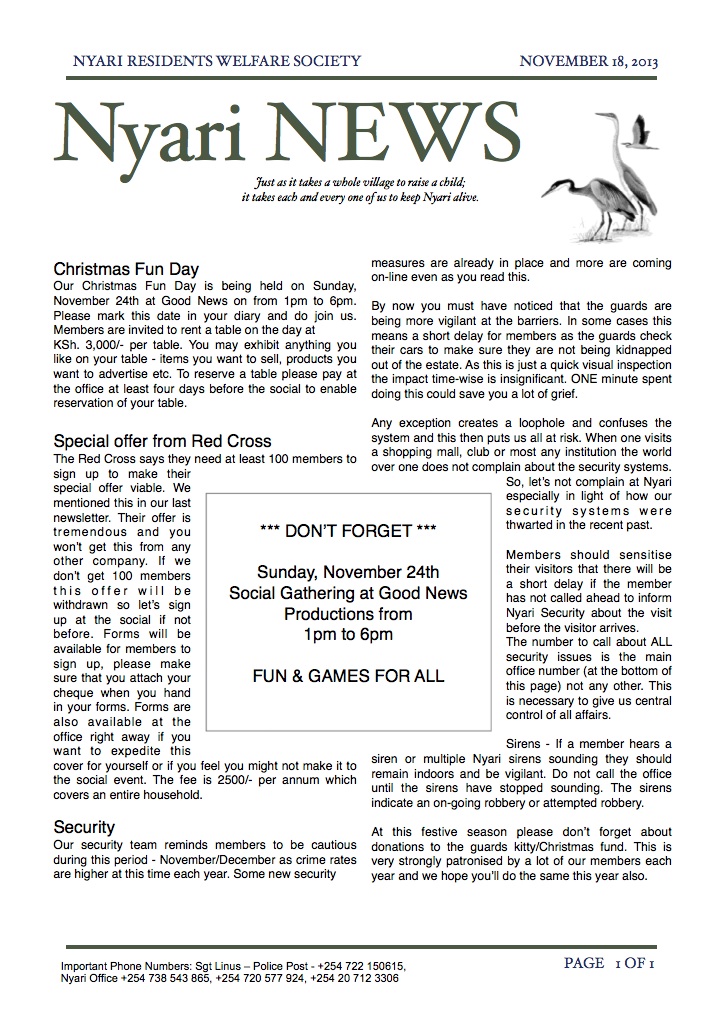 NYARI RESIDENTS WELFARE SOCIETY
NOVEMBER 18, 2013
Nyari NEWS
Just as it takes a whole village to raise a child;
it takes each and every one of us to keep Nyari alive.
Christmas Fun Day
Our Christmas Fun Day is being held on Sunday,
November 24th at Good News on from 1pm to 6pm.
Please mark this date in your diary and do join us.
Members are invited to rent a table on the day at
KSh. 3,000/- per table. You may exhibit anything you
like on your table - items you want to sell, products you
want to advertise etc. To reserve a table please pay at
the office at least four days before the social to enable
reservation of your table.
Special offer from Red Cross
The Red Cross says they need at least 100 members to
sign up to make their
special offer viable. We
mentioned this in our last
newsletter. Their offer is
tremendous and you
won't get this from any
other company. If we
don't get 100 members
this offer will be
withdrawn so let's sign
up at the social if not
before. Forms will be
available for members to
sign up, please make
sure that you attach your
cheque when you hand
in your forms. Forms are
also available at the
office right away if you
want to expedite this
cover for yourself or if you feel you might not make it to
the social event. The fee is 2500/- per annum which
covers an entire household.
Security
Our security team reminds members to be cautious
during this period - November/December as crime rates
are higher at this time each year. Some new security
measures are already in place and more are coming
on-line even as you read this.
By now you must have noticed that the guards are
being more vigilant at the barriers. In some cases this
means a short delay for members as the guards check
their cars to make sure they are not being kidnapped
out of the estate. As this is just a quick visual inspection
the impact time-wise is insignificant. ONE minute spent
doing this could save you a lot of grief.
Any exception creates a loophole and confuses the
system and this then puts us all at risk. When one visits
a shopping mall, club or most any institution the world
over one does not complain about the security systems.
So, let's not complain at Nyari
especially in light of how our
security systems were
thwarted in the recent past.
Members should sensitise
their visitors that there will be
a short delay if the member
has not called ahead to inform
Nyari Security about the visit
before the visitor arrives.
The number to call about ALL
security issues is the main
office number (at the bottom of
this page) not any other. This
is necessary to give us central
control of all affairs.
Sirens - If a member hears a
siren or multiple Nyari sirens sounding they should
remain indoors and be vigilant. Do not call the office
until the sirens have stopped sounding. The sirens
indicate an on-going robbery or attempted robbery.
At this festive season please don't forget about
donations to the guards kitty/Christmas fund. This is
very strongly patronised by a lot of our members each
year and we hope you'll do the same this year also.
*** DON'T FORGET ***
Sunday, November 24th
Social Gathering at Good News
Productions from
1pm to 6pm
FUN & GAMES FOR ALL
Important Phone Numbers: Sgt Linus – Police Post - +254 722 150615,
Nyari Office +254 738 543 865, +254 720 577 924, +254 20 712 3306
PAGE 1 OF 1